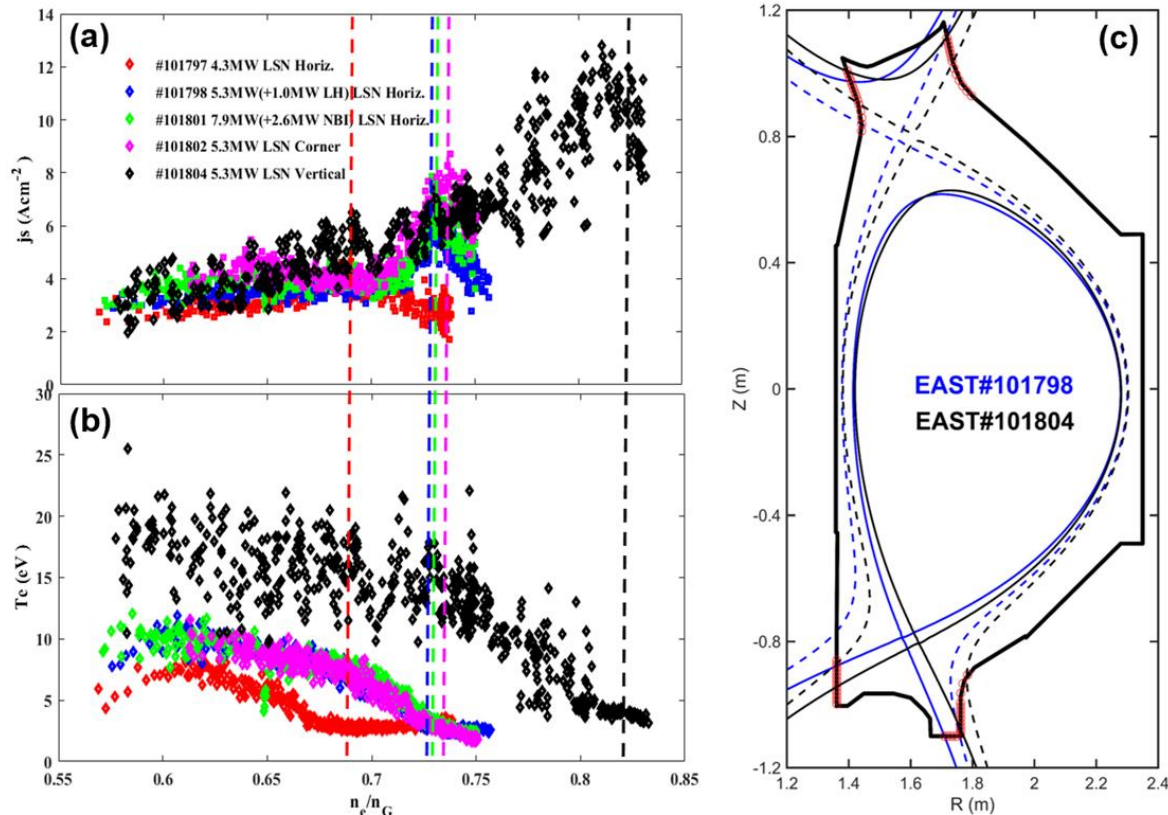 (a)
14
12
10
8
6
4
2
0
js (Acm⁻²)
#101797 4.3MW LSN Horiz.
#101798 5.3MW(+1.0MW LH) LSN Horiz.
#101801 7.9MW(+2.6MW NBI) LSN Horiz.
#101802 5.3MW LSN Corner
#101804 5.3MW LSN Vertical
(b)
30
25
20
15
10
5
0
Te (eV)
0.55 0.6 0.65 0.7 0.75 0.8 0.85
nₑ/n_G
(c)
1.2
0.8
0.4
0
-0.4
-0.8
-1.2
Z (m)
EAST#101798
EAST#101804
1.2 1.4 1.6 1.8 2 2.2 2.4
R (m)